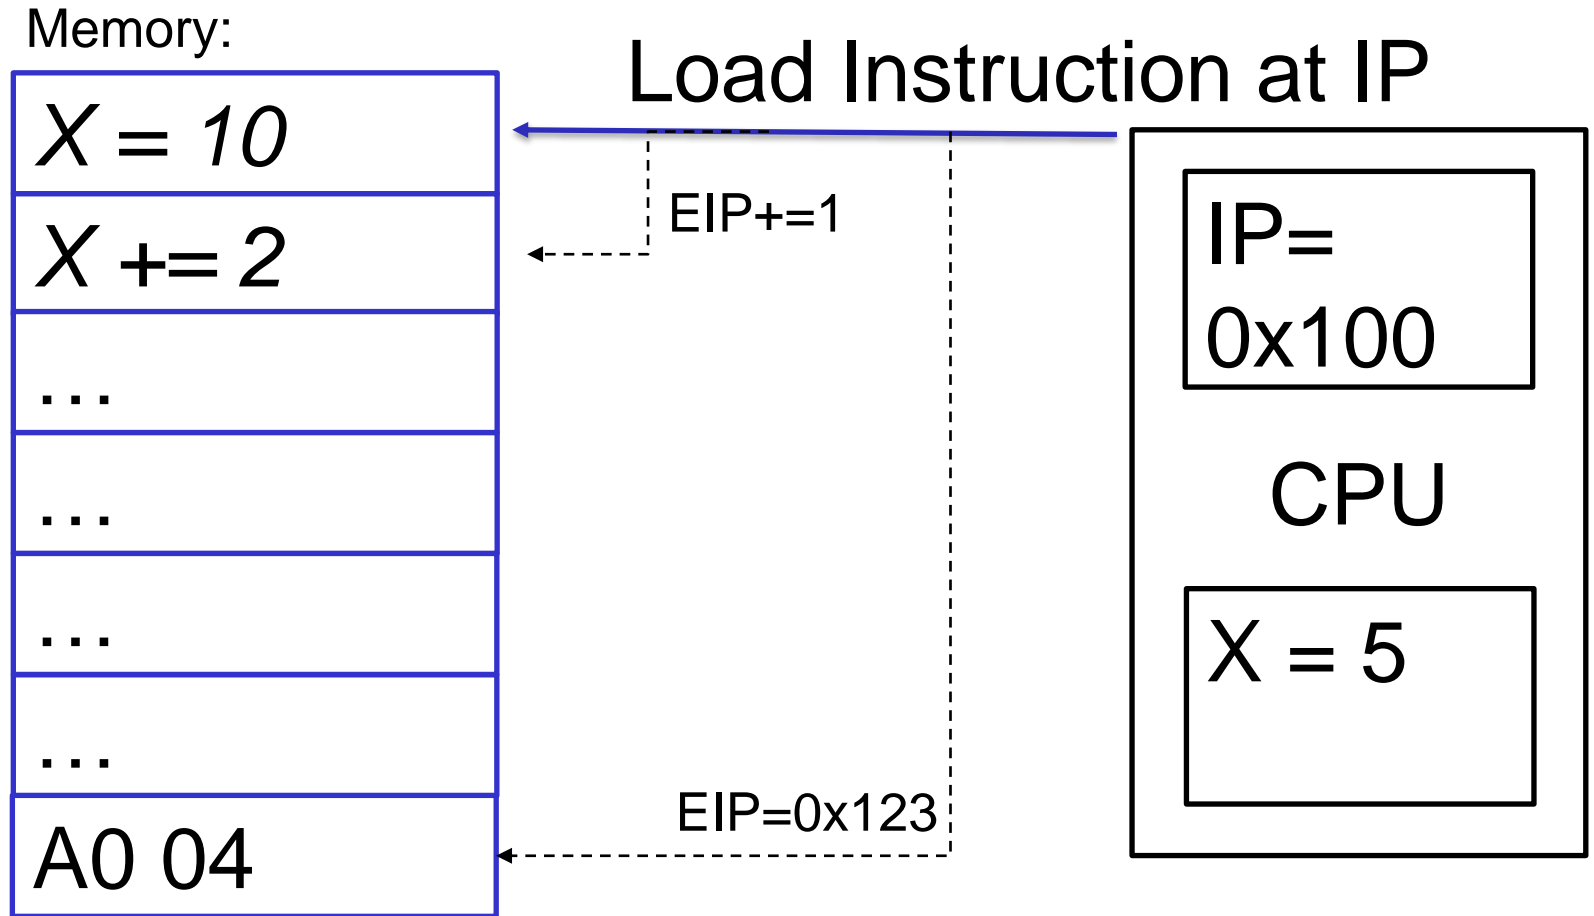 Memory:
Load Instruction at IP
X = 10
EIP+=1
X += 2
IP=
0x100
…
CPU
…
…
X = 5
…
EIP=0x123
A0 04